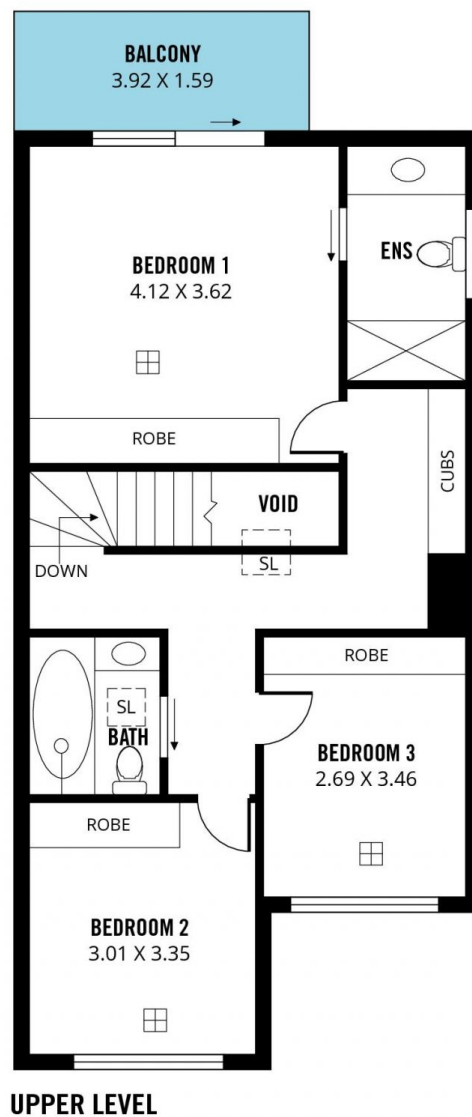 BALCONY
3.92 X 1.59
BEDROOM 1
4.12 X 3.62
ENS
ROBE
CUBS
VOID
DOWN
SL
ROBE
SL
BATH
BEDROOM 3
2.69 X 3.46
ROBE
BEDROOM 2
3.01 X 3.35
UPPER LEVEL